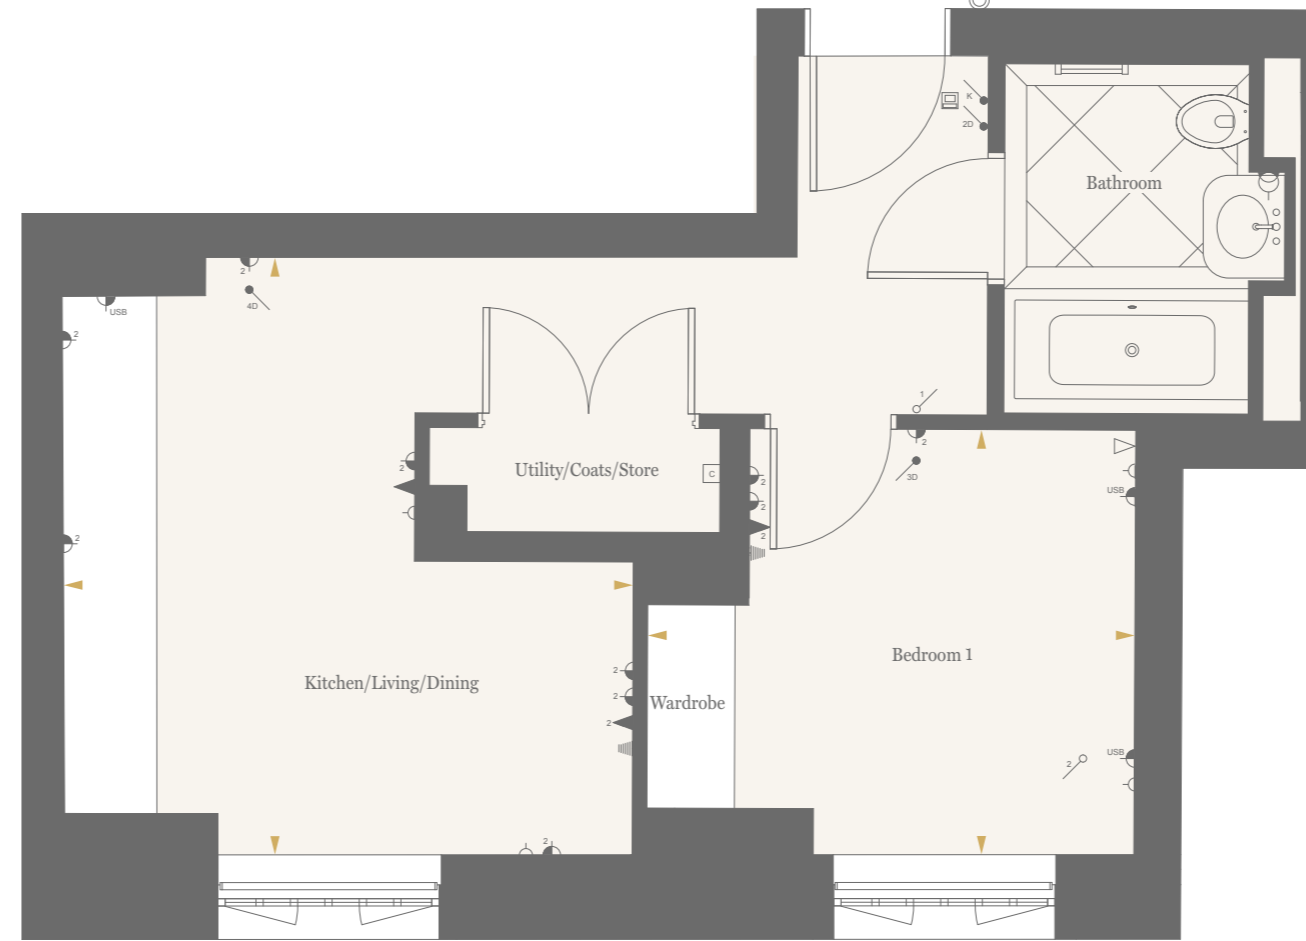 K
2D
Bathroom
2
4D
USB
2
1
2
2
Utility/Coats/Store
C
2
3D
USB
2
2
2
Kitchen/Living/Dining
Bedroom 1
2
2
Wardrobe
2
USB
2
2